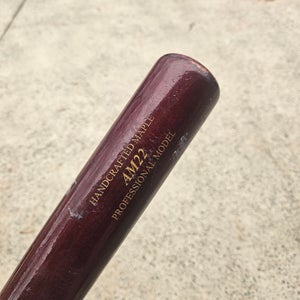 HANDCRAFTED MAPLE
AM22
PROFESSIONAL MODEL